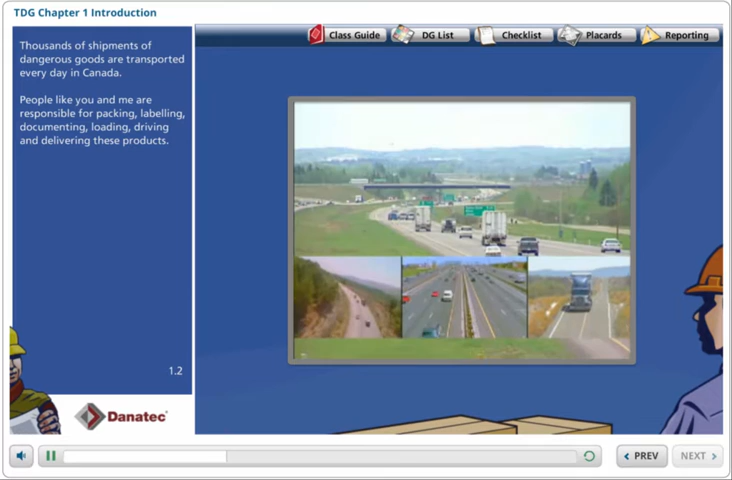 TDG Chapter 1 Introduction
Class Guide
DG List
Checklist
Placards
Reporting
Thousands of shipments of
dangerous goods are transported
every day in Canada.
People like you and me are
responsible for packing, labelling,
documenting, loading, driving
and delivering these products.
1.2
Danatec
PREV
NEXT